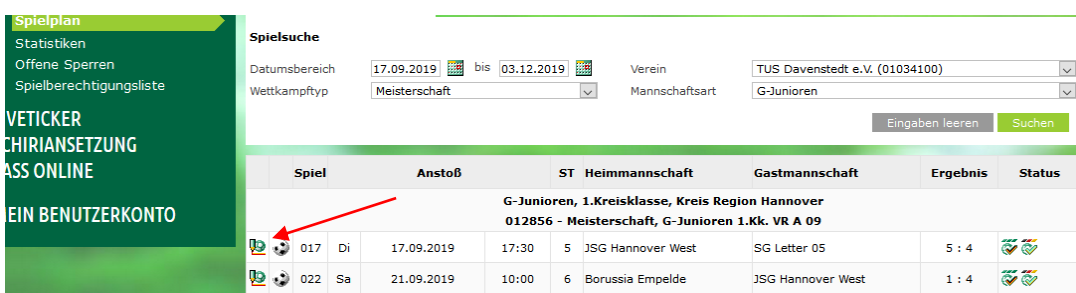 Spielplan
Statistiken
Offene Sperren
Spielberechtigungsliste
VETICKER
CHIRIANSETZUNG
ASS ONLINE
IEIN BENUTZERKONTO
Spielsuche
Datumsbereich 17.09.2019 bis 03.12.2019 Verein TUS Davenstedt e.V. (01034100)
Wettkampftyp Meisterschaft Mannschaftsart G-Junioren
Eingaben leeren Suchen
Spiel Anstoß ST Heimmannschaft Gastmannschaft Ergebnis Status
G-Junioren, 1.Kreisklasse, Kreis Region Hannover
012856 - Meisterschaft, G-Junioren 1.Kk. VR A 09
017 Di 17.09.2019 17:30 5 JSG Hannover West SG Letter 05 5 : 4
022 Sa 21.09.2019 10:00 6 Borussia Empelde JSG Hannover West 1 : 4